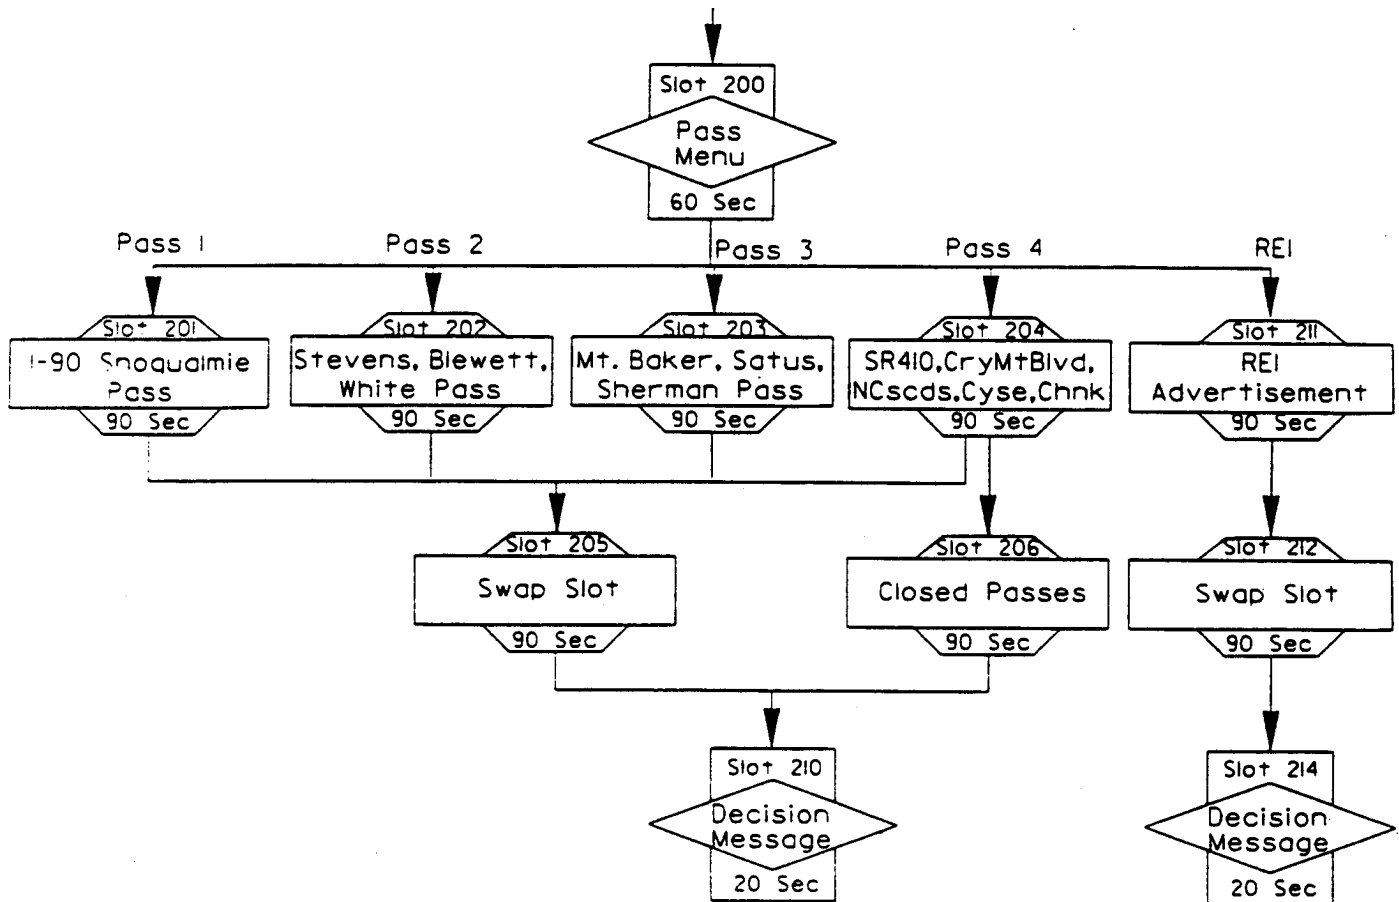 Slot 200
Pass
Menu
60 Sec
Pass 1
Pass 2
Pass 3
Pass 4
REI
Slot 201
I-90 Snoqualmie
Pass
90 Sec
Slot 202
Stevens, Blewett,
White Pass
90 Sec
Slot 203
Mt. Baker, Satus,
Sherman Pass
90 Sec
Slot 204
SR410,CryMtBlvd,
NCscds,Cyse,Chnk
90 Sec
Slot 211
REI
Advertisement
90 Sec
Slot 205
Swap Slot
90 Sec
Slot 206
Closed Passes
90 Sec
Slot 212
Swap Slot
90 Sec
Slot 210
Decision
Message
20 Sec
Slot 214
Decision
Message
20 Sec